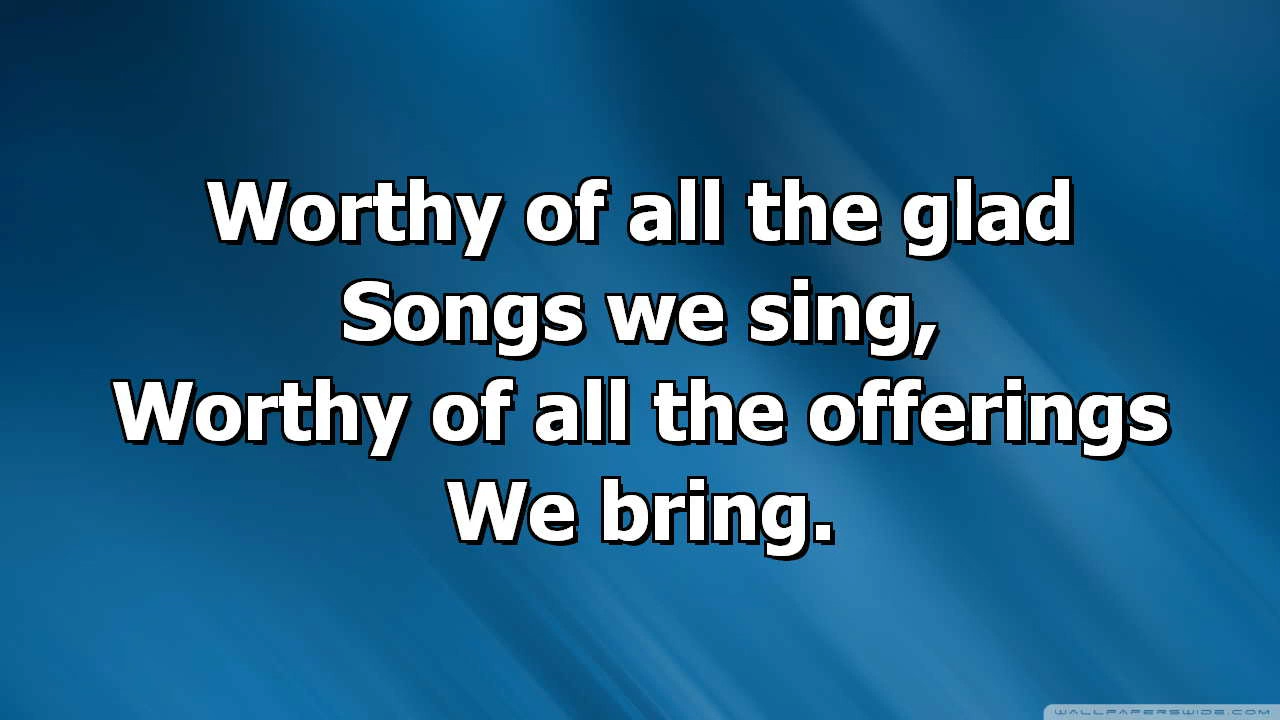 Worthy of all the glad
Songs we sing,
Worthy of all the offerings
We bring.
WALLPAPERSWIDE.COM